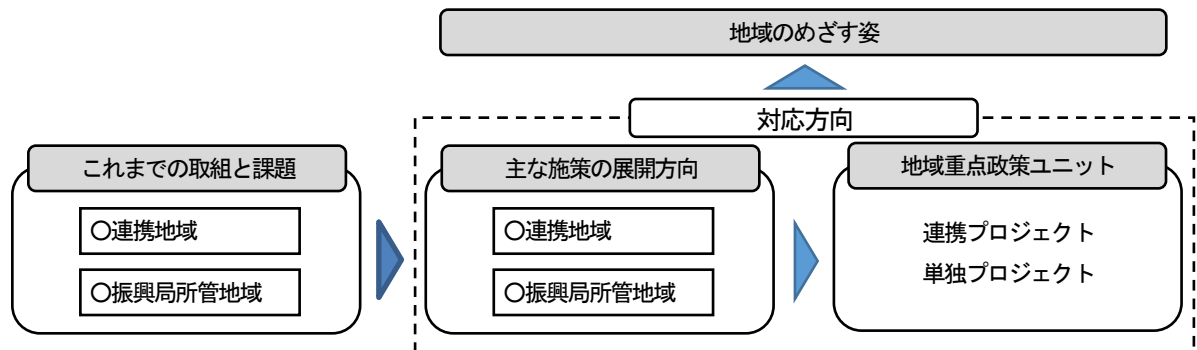 地域のめざす姿
対応方向
これまでの取組と課題
〇連携地域
〇振興局所管地域
主な施策の展開方向
〇連携地域
〇振興局所管地域
地域重点政策ユニット
連携プロジェクト
単独プロジェクト